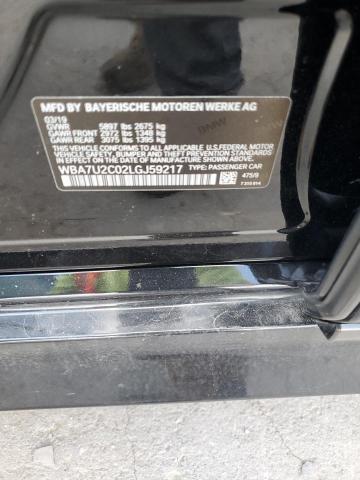 MFD BY BAYERISCHE MOTOREN WERKE AG
03/19
GVWR 5897 lbs 2675 kg
GAWR FRONT 2972 lbs 1348 kg
GAWR REAR 3075 lbs 1395 kg
THIS VEHICLE CONFORMS TO ALL APPLICABLE U.S. FEDERAL MOTOR
VEHICLE SAFETY, BUMPER, AND THEFT PREVENTION STANDARDS
IN EFFECT ON THE DATE OF MANUFACTURE SHOWN ABOVE.
WBA7U2C02LGJ59217 TYPE: PASSENGER CAR
475/9